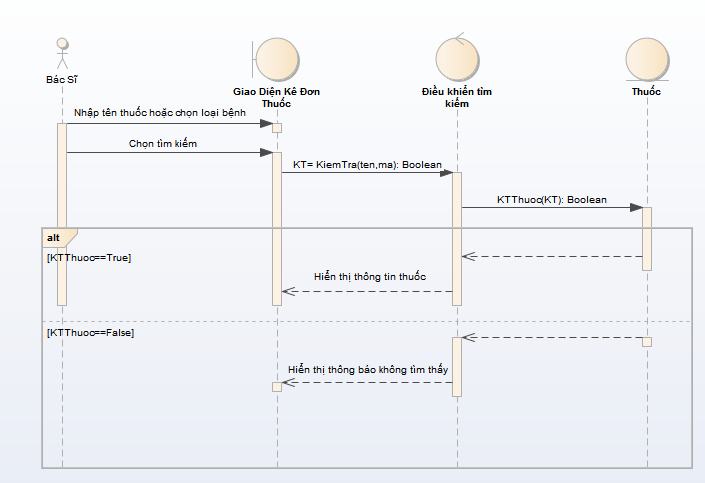 Bác Sĩ
Giao Diện Kê Đơn
Thuốc
Điều khiển tìm
kiếm
Thuốc
Nhập tên thuốc hoặc chọn loại bệnh
Chọn tìm kiếm
KT= KiemTra(ten,ma): Boolean
KTThuoc(KT): Boolean
alt
[KTThuoc==True]
Hiển thị thông tin thuốc
[KTThuoc==False]
Hiển thị thông báo không tìm thấy